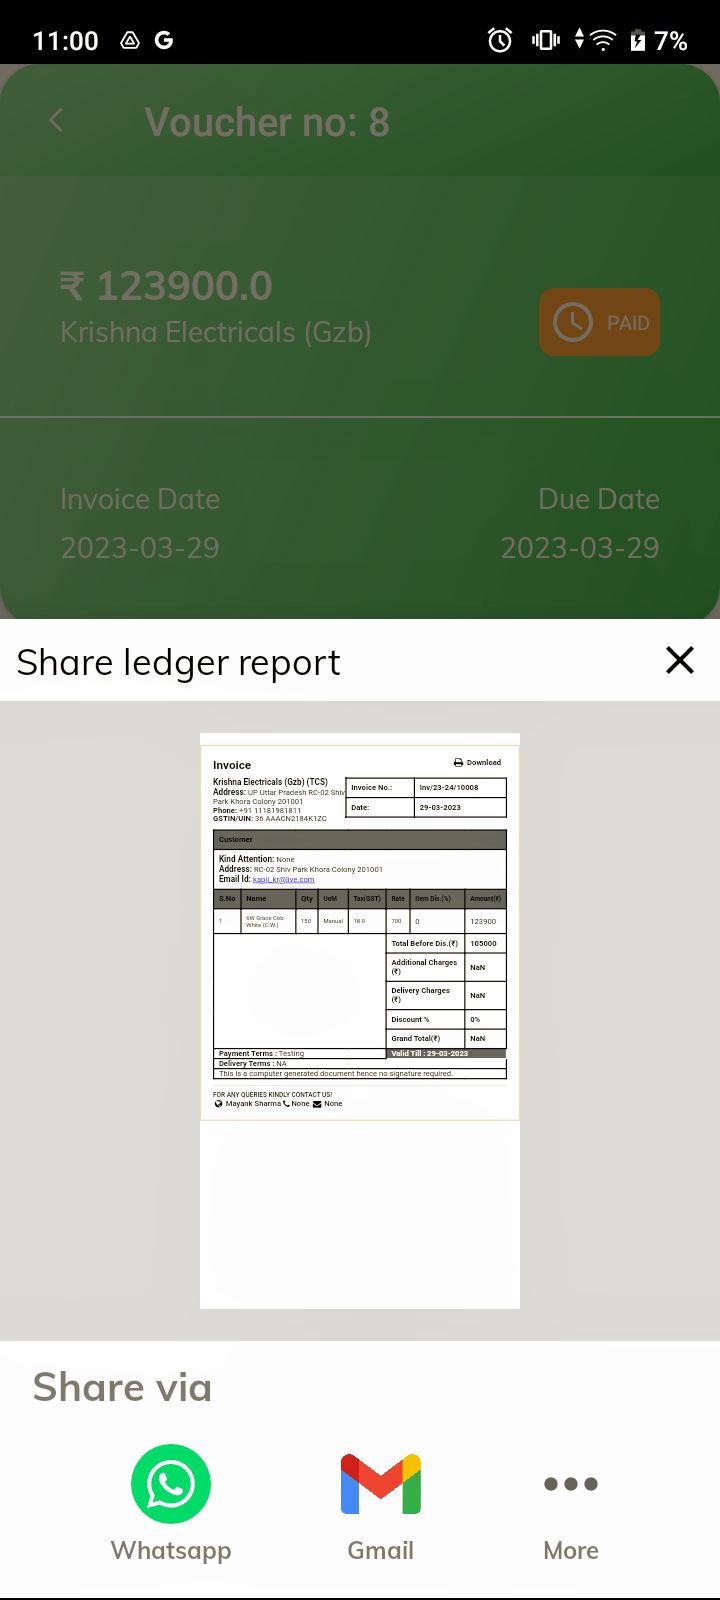 11:00
7%
Voucher no: 8
₹ 123900.0
Krishna Electricals (Gzb)
PAID
Invoice Date
Due Date
2023-03-29
2023-03-29
Share ledger report
Invoice
Download
Krishna Electricals (Gzb) (TCS)
Address: UP Uttar Pradesh RC-02 Shiv
Park Khora Colony 201001
Phone: +91 11181981811
GSTIN/UIN: 36 AAACN2184K1ZC
Invoice No.: Inv/23-24/10008
Date: 29-03-2023
Customer
Kind Attention: None
Address: RC-02 Shiv Park Khora Colony 201001
Email Id: kapil_kr@live.com
S.No Name Qty UoM Tax(GST) Rate Item Dis.(%) Amount(₹)
1 6W Grace Cob White (C.W.) 150 Manual 18.0 700 0 123900
Total Before Dis.(₹) 105000
Additional Charges (₹) NaN
Delivery Charges (₹) NaN
Discount % 0%
Grand Total(₹) NaN
Payment Terms : Testing
Valid Till : 29-03-2023
Delivery Terms : NA
This is a computer generated document hence no signature required.
FOR ANY QUERIES KINDLY CONTACT US!
Mayank Sharma None None
Share via
Whatsapp
Gmail
More